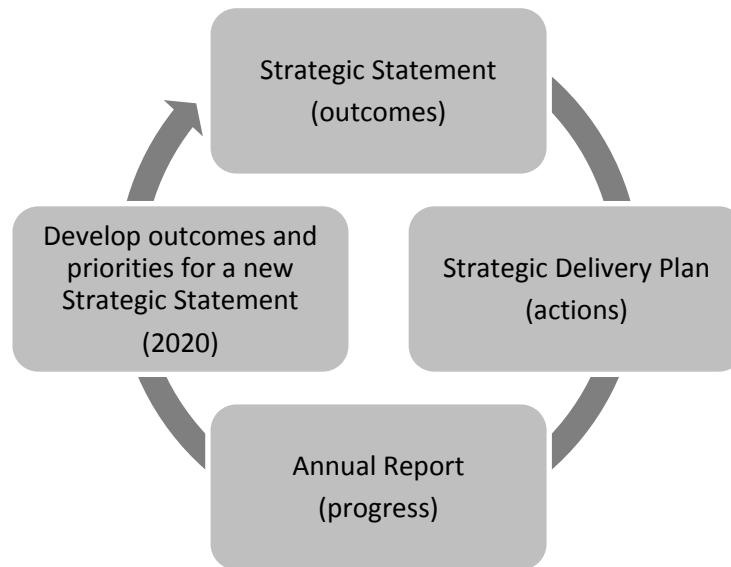 Strategic Statement
(outcomes)
Strategic Delivery Plan
(actions)
Annual Report
(progress)
Develop outcomes and
priorities for a new
Strategic Statement
(2020)